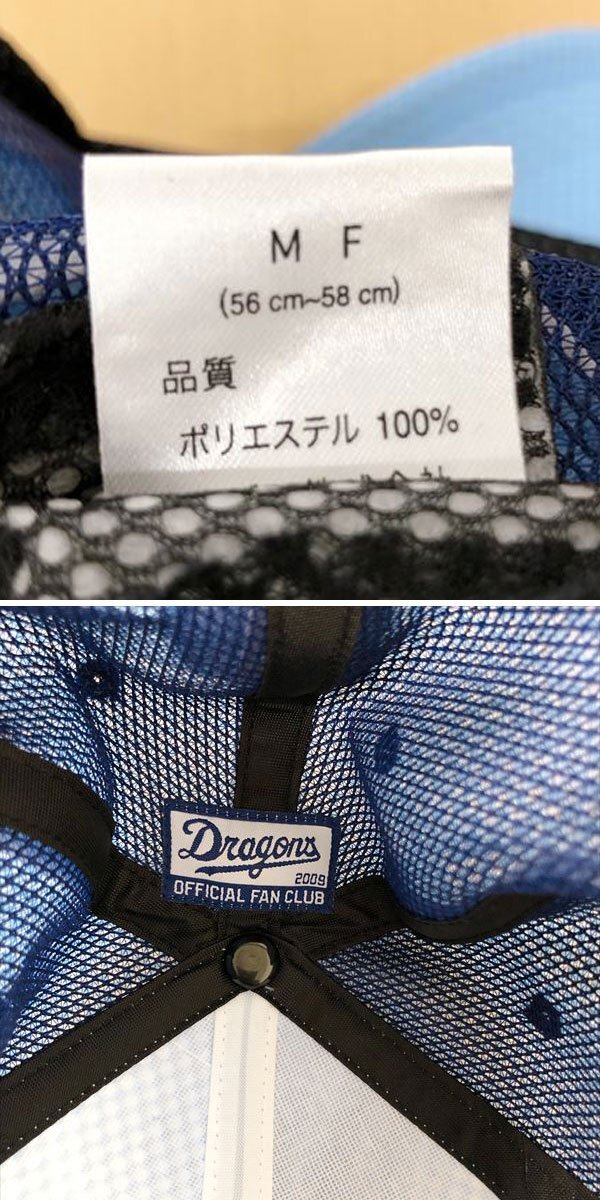 M F
(56 cm~58 cm)
品質
ポリエステル 100%
Dragons
2009
OFFICIAL FAN CLUB